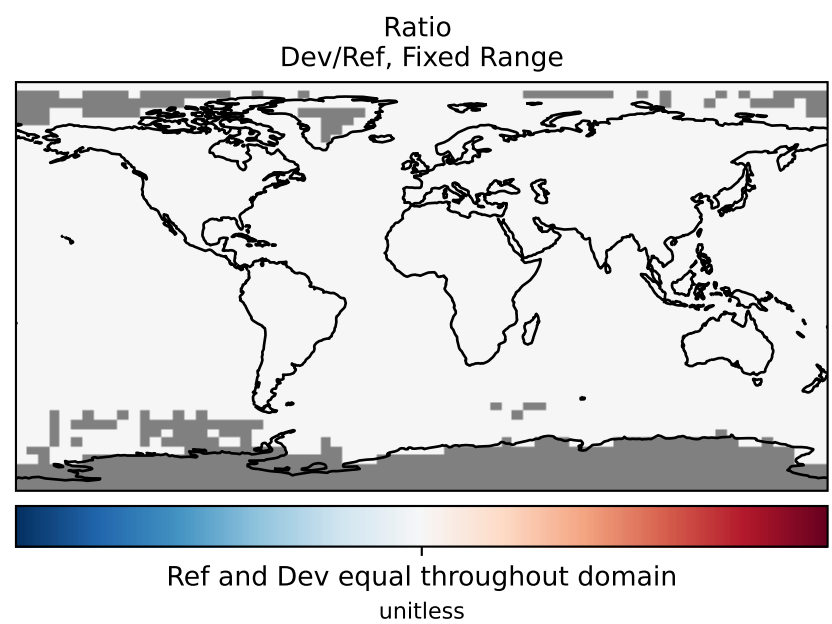 Ratio
Dev/Ref, Fixed Range
Ref and Dev equal throughout domain
unitless